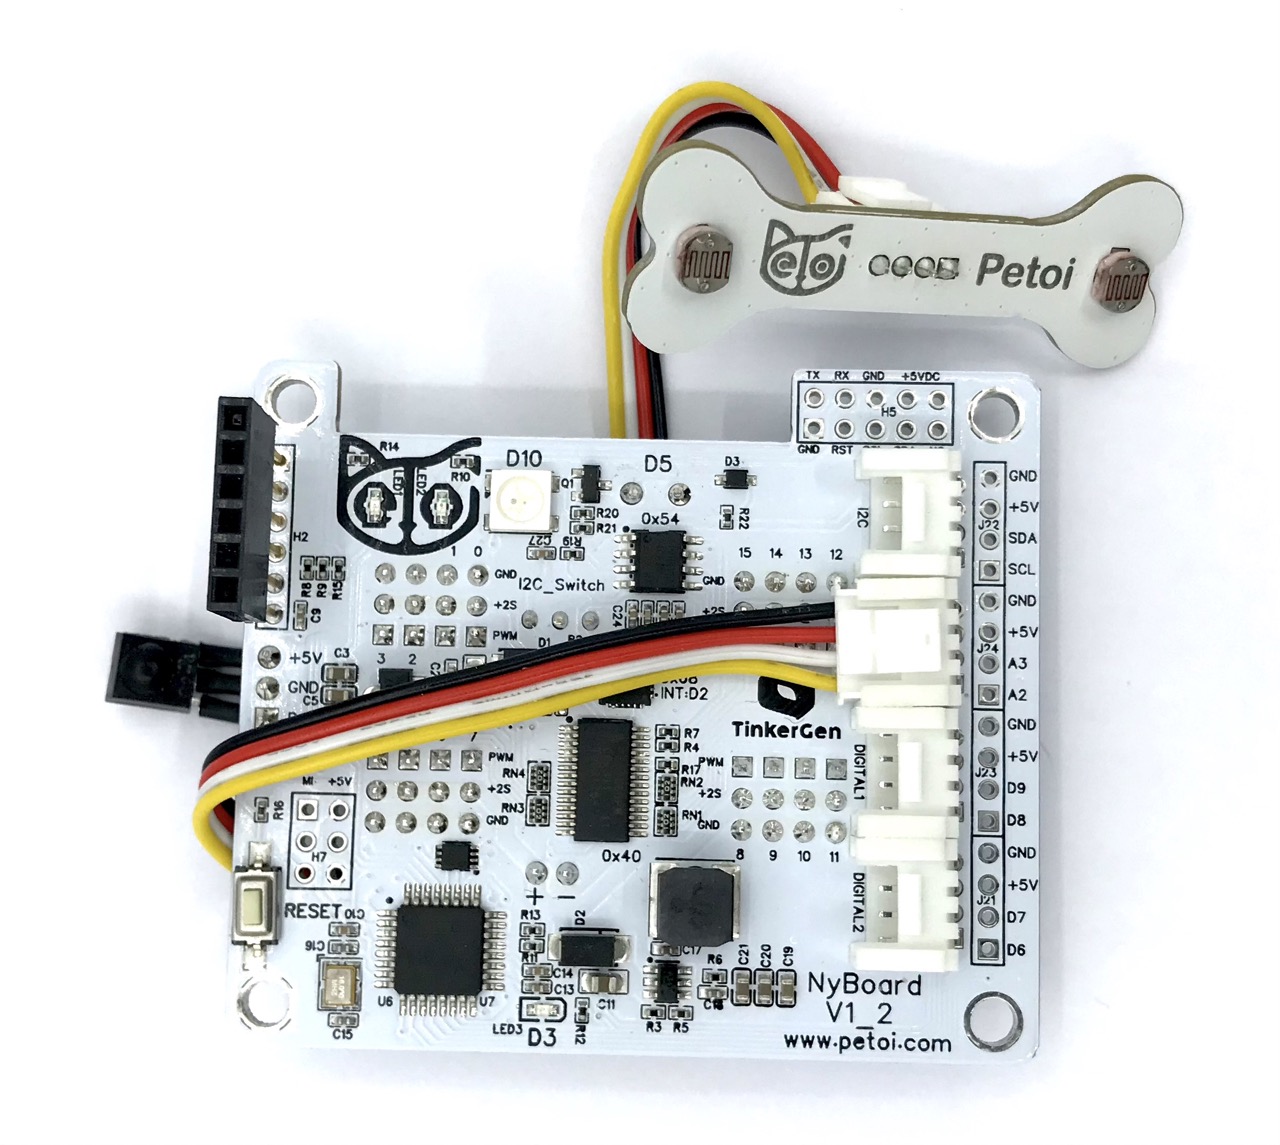 Petoi
Petoi
TX RX GND +5VDC
H5
GND RST
R14
LED1
LED2
R10
D10
Q1
D5
D3
R20
R21
0x54
R22
I2C
GND
+5V
J22
SDA
SCL
H2
C27
R19
1 0
GND
I2C_Switch
+2S
PWM
15 14 13 12
GND
+2S
R8
R9
R15
C9
C24
GND
+5V
J24
A3
A2
+5V
GND
C3
C5
3 2
D1
INT:D2
TinkerGen
PWM
+2S
GND
RN4
RN3
R7
R4
R17
RN2
RN1
PWM
+2S
GND
8 9 10 11
0x40
DIGITAL1
GND
+5V
J23
D9
D8
R16
+5V
H7
RESET
C10
C16
C15
U6
U7
+ −
R13
R11
D2
C14
C13
C11
LED3
D3
R12
C17
R6
R3
R5
C21
C20
C19
DIGITAL2
GND
+5V
J21
D7
D6
NyBoard
V1_2
www.petoi.com